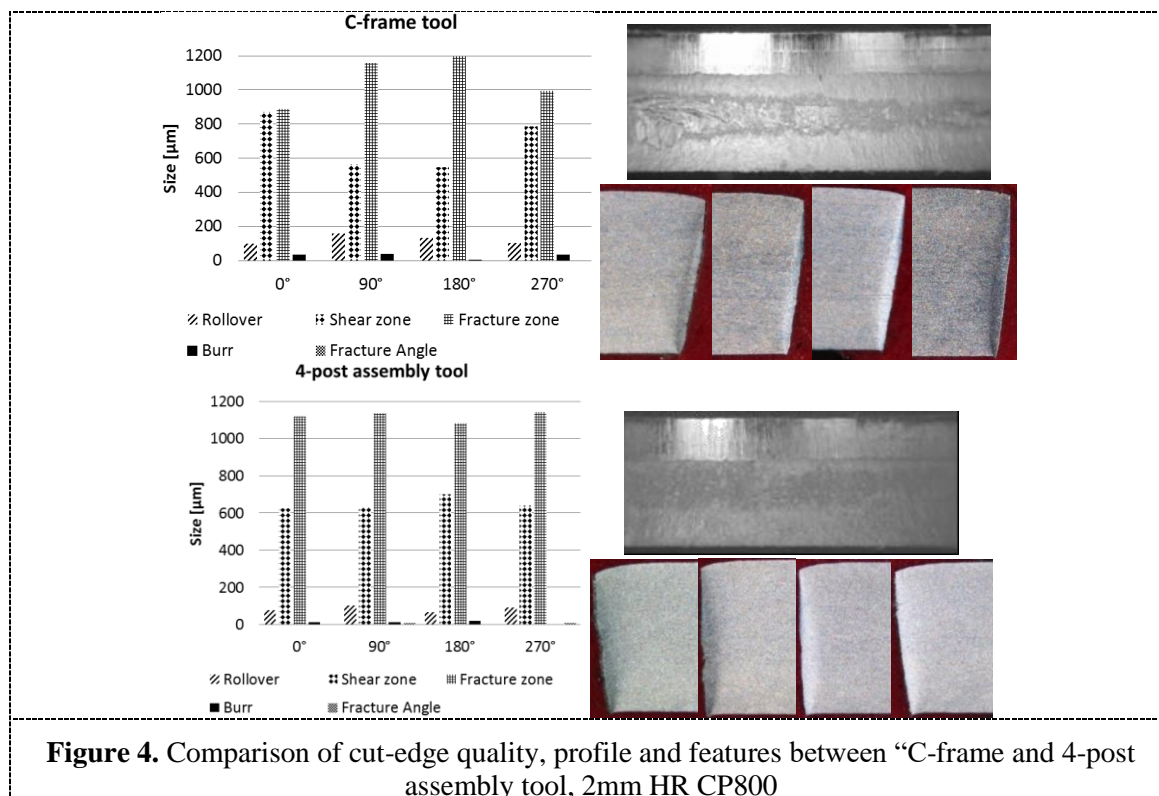 C-frame tool
1200
1000
800
600
400
200
0
Size [µm]
0° 90° 180° 270°
Rollover Shear zone Fracture zone
Burr Fracture Angle
4-post assembly tool
1200
1000
800
600
400
200
0
Size [µm]
0° 90° 180° 270°
Rollover Shear zone Fracture zone
Burr Fracture Angle
Figure 4. Comparison of cut-edge quality, profile and features between “C-frame and 4-post
assembly tool, 2mm HR CP800